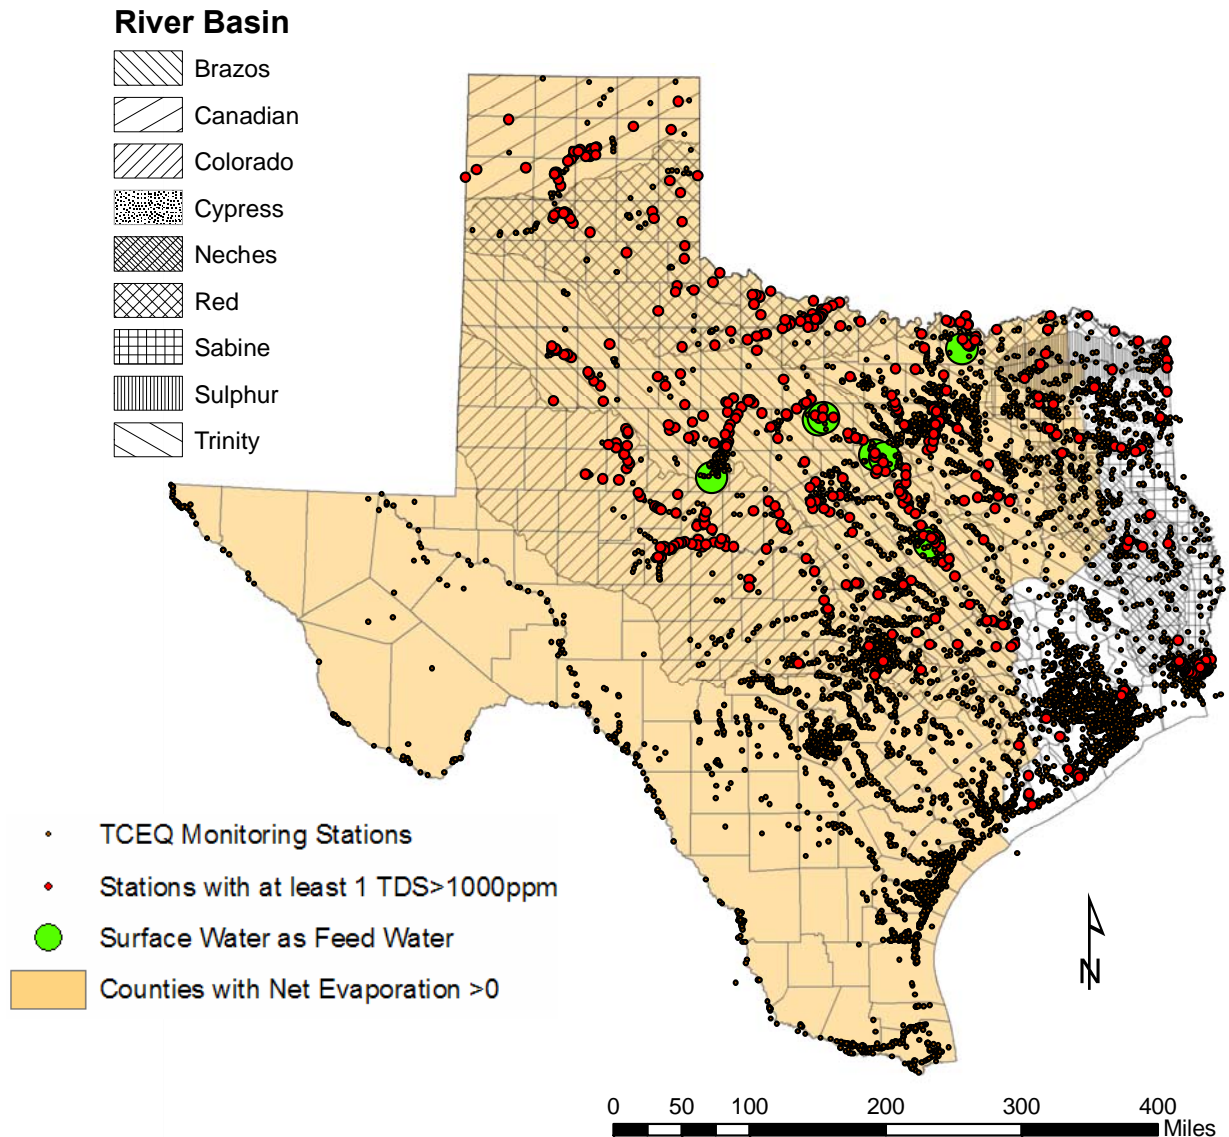 River Basin
Brazos
Canadian
Colorado
Cypress
Neches
Red
Sabine
Sulphur
Trinity
TCEQ Monitoring Stations
Stations with at least 1 TDS>1000ppm
Surface Water as Feed Water
Counties with Net Evaporation >0
N
0 50 100 200 300 400
Miles